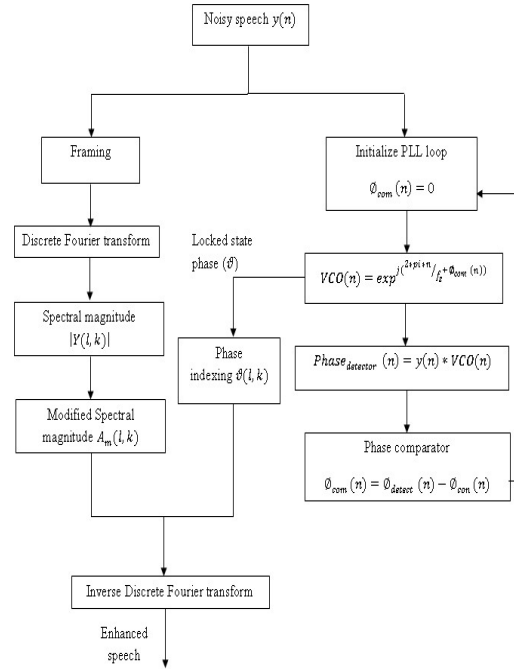 Noisy speech y(n)
Framing
Initialize PLL loop
∅com (n) = 0
Discrete Fourier transform
Locked state
phase (ϑ)
VCO(n) = exp^j(2+pi+n/fs+∅com (n))
Spectral magnitude
|Y(l,k)|
Phase
indexing ϑ(l,k)
Phasedetector (n) = y(n) * VCO(n)
Modified Spectral
magnitude Am(l,k)
Phase comparator
∅com (n) = ∅detect (n) − ∅con (n)
Inverse Discrete Fourier transform
Enhanced
speech